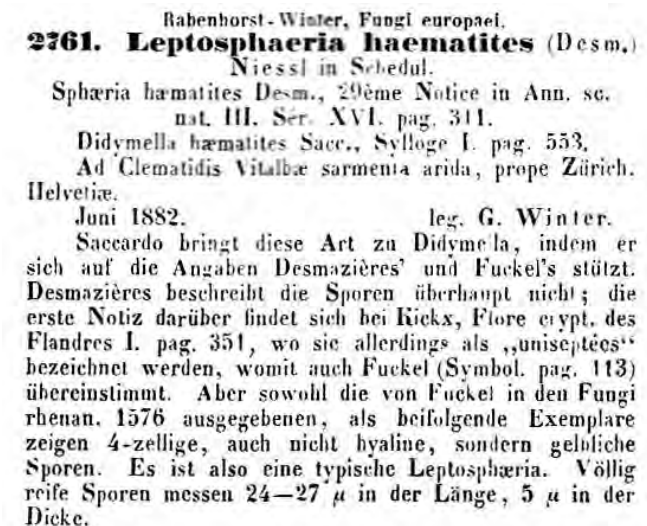 Rabenhorst-Winter, Fungi europaei.
2761. Leptosphaeria haematites (Desm.)
Niessl in Schedul.
Sphæria hæmatites Desm., 29ème Notice in Ann. sc.
nat. III. Sér. XVI. pag. 311.
Didymella hæmatites Sacc., Sylloge I. pag. 553.
Ad Clematidis Vitalbæ sarmenta arida, prope Zürich.
Helvetiæ.
Juni 1882. leg. G. Winter.
Saccardo bringt diese Art zu Didymella, indem er
sich auf die Angaben Desmazières' und Fuckel's stützt.
Desmazières beschreibt die Sporen überhaupt nicht; die
erste Notiz darüber findet sich bei Kickx, Flore crypt. des
Flandres I. pag. 351, wo sie allerdings als „uniseptées“
bezeichnet werden, womit auch Fuckel (Symbol. pag. 113)
übereinstimmt. Aber sowohl die von Fuckel in den Fungi
rhenan. 1576 ausgegebenen, als beifolgende Exemplare
zeigen 4-zellige, auch nicht hyaline, sondern gelbliche
Sporen. Es ist also eine typische Leptosphæria. Völlig
reife Sporen messen 24—27 µ in der Länge, 5 µ in der
Dicke.